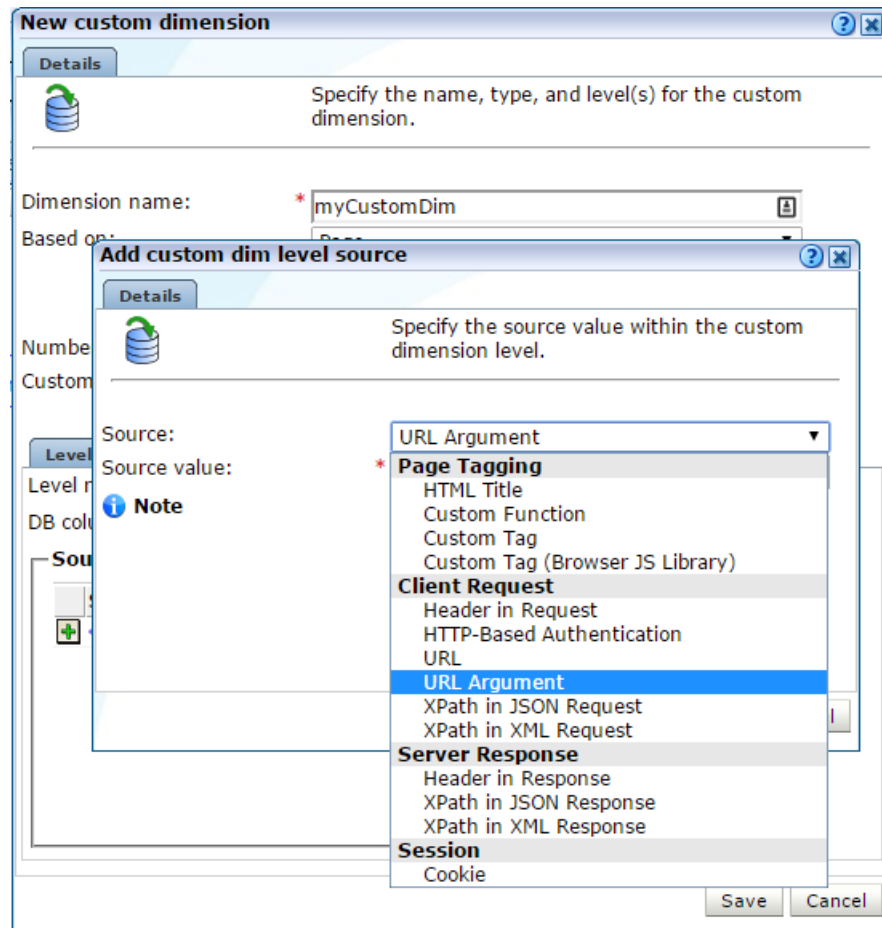 New custom dimension
Details
Specify the name, type, and level(s) for the custom
dimension.
Dimension name:
* myCustomDim
Based on:
Add custom dim level source
Details
Specify the source value within the custom
dimension level.
Numbe
Custom
Source:
URL Argument
Level
Source value:
*
Page Tagging
HTML Title
Level n
Note
Custom Function
DB colu
Custom Tag
Custom Tag (Browser JS Library)
Sou
Client Request
Header in Request
HTTP-Based Authentication
URL
URL Argument
XPath in JSON Request
XPath in XML Request
Server Response
Header in Response
XPath in JSON Response
XPath in XML Response
Session
Cookie
Save
Cancel